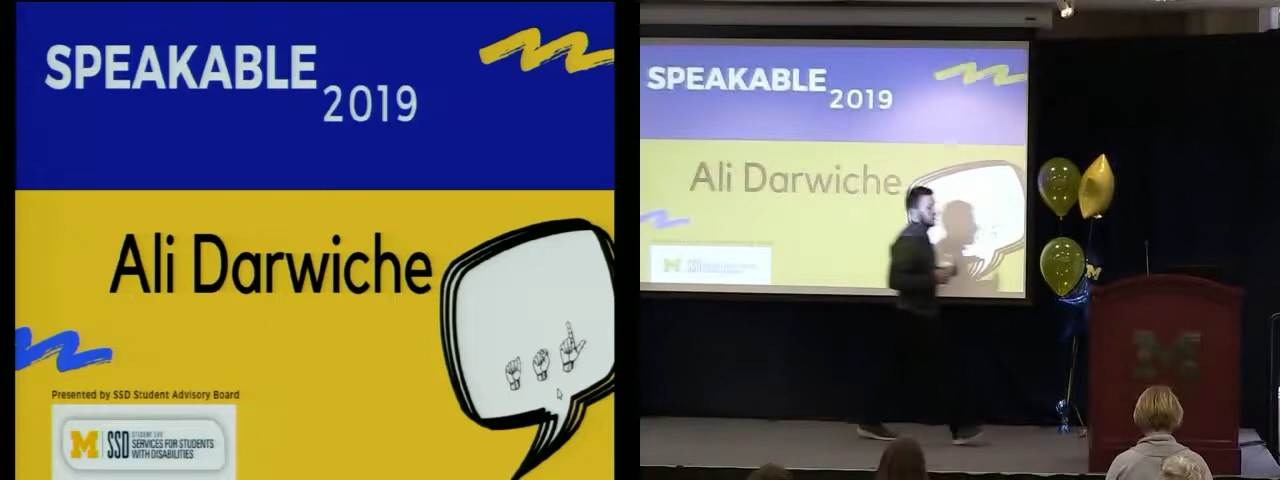 SPEAKABLE
2019
Ali Darwiche
Presented by SSD Student Advisory Board
M SSD
STUDENT LIFE
SERVICES FOR STUDENTS
WITH DISABILITIES
SPEAKABLE
2019
Ali Darwiche
M SSD
M
M